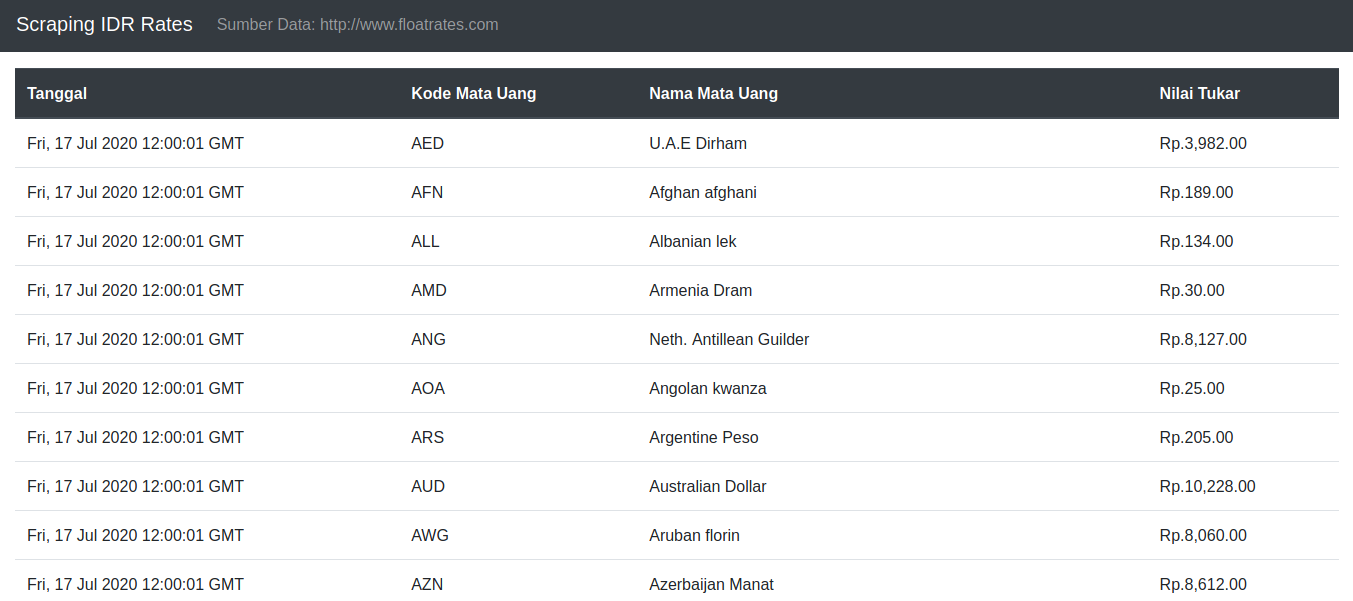 Scraping IDR Rates Sumber Data: http://www.floatrates.com
Tanggal Kode Mata Uang Nama Mata Uang Nilai Tukar
Fri, 17 Jul 2020 12:00:01 GMT AED U.A.E Dirham Rp.3,982.00
Fri, 17 Jul 2020 12:00:01 GMT AFN Afghan afghani Rp.189.00
Fri, 17 Jul 2020 12:00:01 GMT ALL Albanian lek Rp.134.00
Fri, 17 Jul 2020 12:00:01 GMT AMD Armenia Dram Rp.30.00
Fri, 17 Jul 2020 12:00:01 GMT ANG Neth. Antillean Guilder Rp.8,127.00
Fri, 17 Jul 2020 12:00:01 GMT AOA Angolan kwanza Rp.25.00
Fri, 17 Jul 2020 12:00:01 GMT ARS Argentine Peso Rp.205.00
Fri, 17 Jul 2020 12:00:01 GMT AUD Australian Dollar Rp.10,228.00
Fri, 17 Jul 2020 12:00:01 GMT AWG Aruban florin Rp.8,060.00
Fri, 17 Jul 2020 12:00:01 GMT AZN Azerbaijan Manat Rp.8,612.00